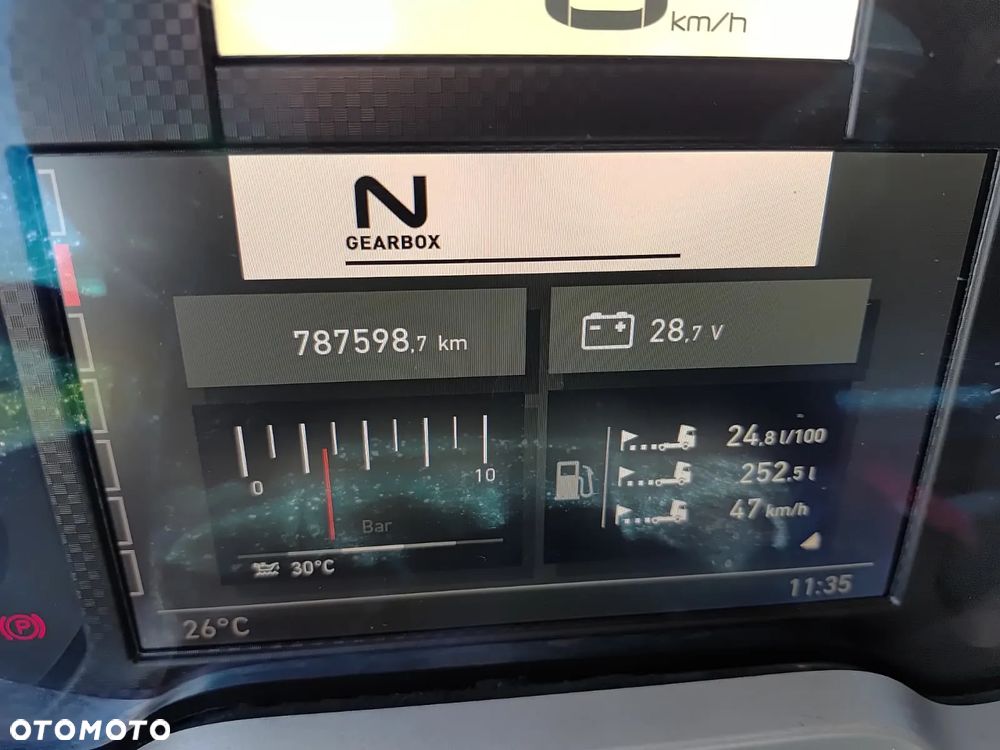 km/h
N
GEARBOX
787598,7 km
28,7 V
0
10
Bar
30°C
24,8 l/100
252,5 l
47 km/h
26°C
11:35
P
OTOMOTO